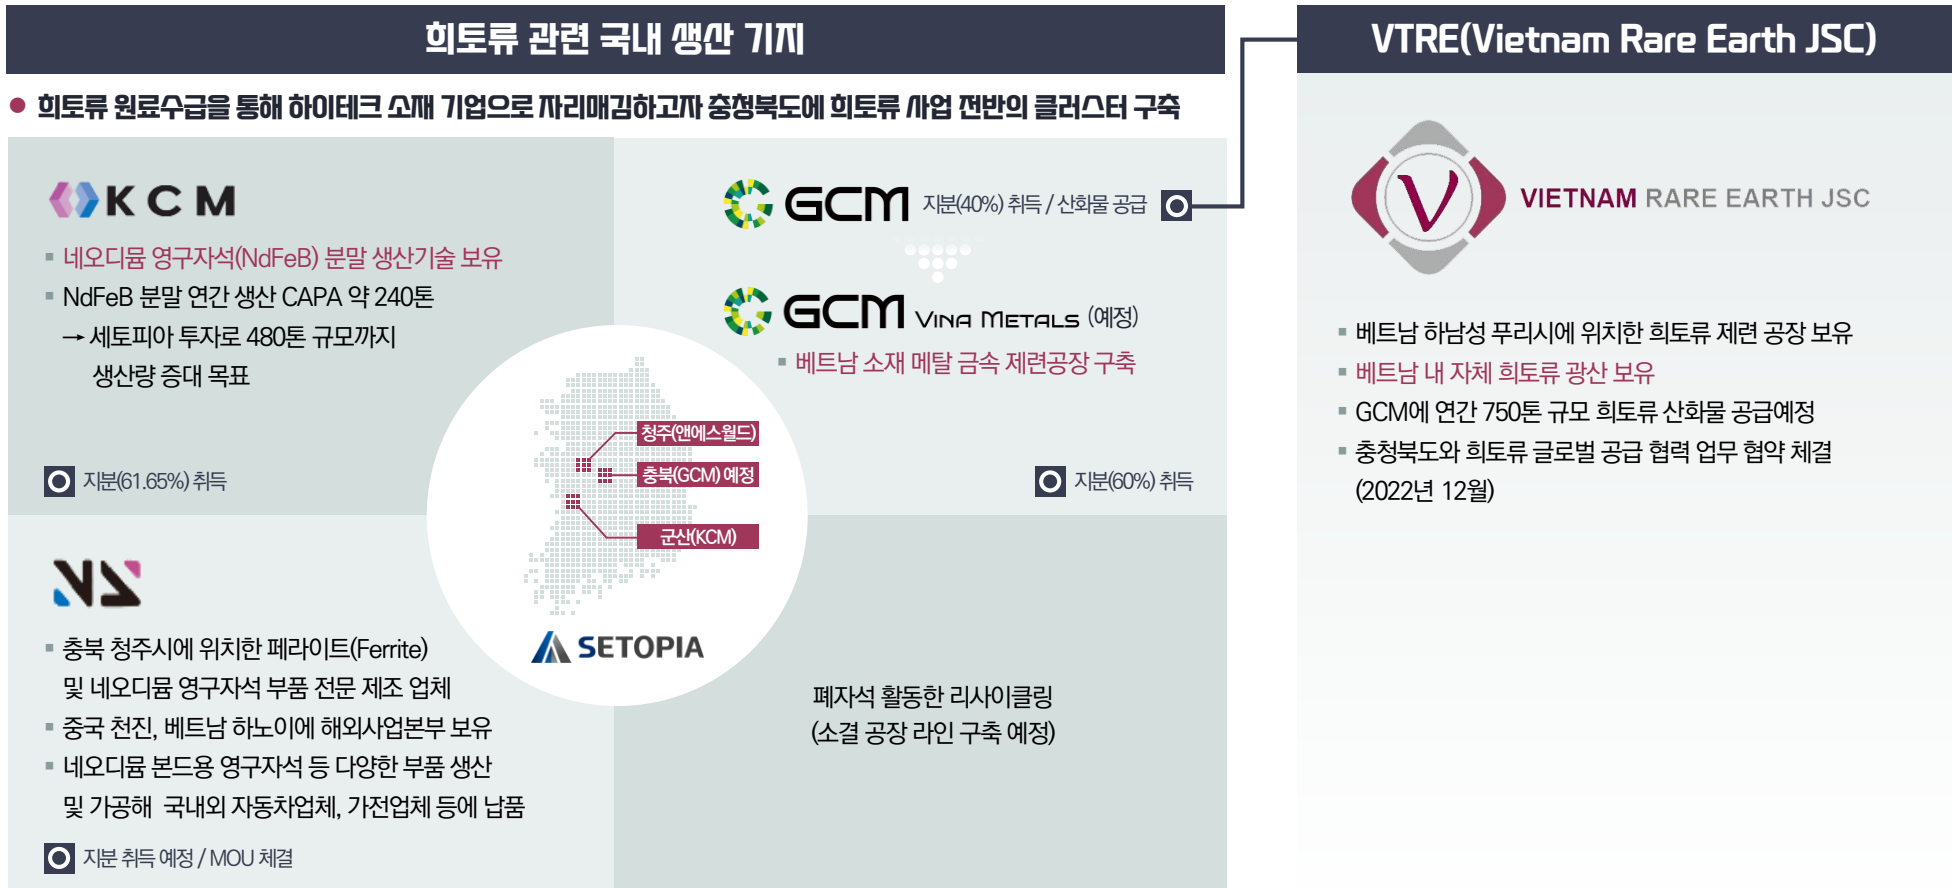 희토류 관련 국내 생산 기지
희토류 원료수급을 통해 하이테크 소재 기업으로 자리매김하고자 충청북도에 희토류 사업 전반의 클러스터 구축
KCM
네오디뮴 영구자석(NdFeB) 분말 생산기술 보유
NdFeB 분말 연간 생산 CAPA 약 240톤
→ 세토피아 투자로 480톤 규모까지
생산량 증대 목표
지분(61.65%) 취득
GCM 지분(40%) 취득 / 산화물 공급
GCM VINA METALS (예정)
베트남 소재 메탈 금속 제련공장 구축
지분(60%) 취득
청주(앤에스월드)
충북(GCM) 예정
군산(KCM)
SETOPIA
NS
충북 청주시에 위치한 페라이트(Ferrite)
및 네오디뮴 영구자석 부품 전문 제조 업체
중국 천진, 베트남 하노이에 해외사업본부 보유
네오디뮴 본드용 영구자석 등 다양한 부품 생산
및 가공해 국내외 자동차업체, 가전업체 등에 납품
지분 취득 예정 / MOU 체결
폐자석 활동한 리사이클링
(소결 공장 라인 구축 예정)
VTRE(Vietnam Rare Earth JSC)
V
VIETNAM RARE EARTH JSC
베트남 하남성 푸리시에 위치한 희토류 제련 공장 보유
베트남 내 자체 희토류 광산 보유
GCM에 연간 750톤 규모 희토류 산화물 공급예정
충청북도와 희토류 글로벌 공급 협력 업무 협약 체결
(2022년 12월)